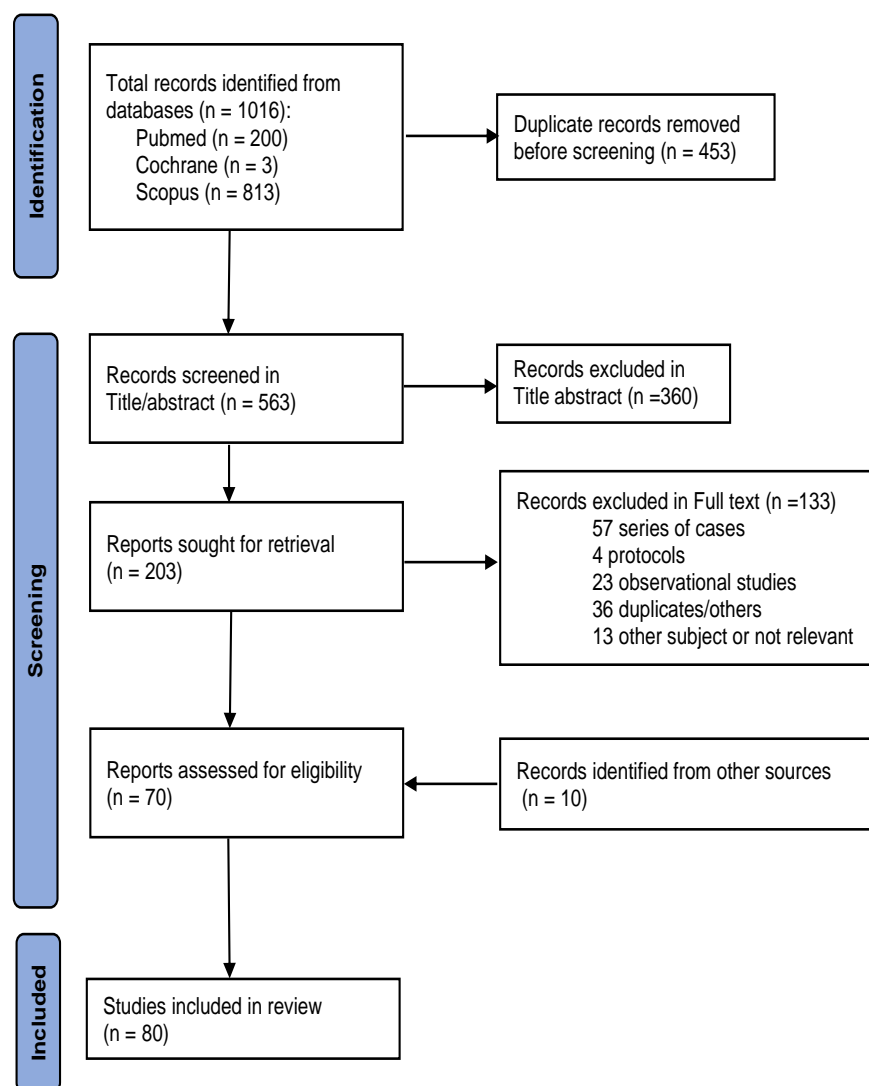 Identification
Total records identified from
databases (n = 1016):
Pubmed (n = 200)
Cochrane (n = 3)
Scopus (n = 813)
Duplicate records removed
before screening (n = 453)
Screening
Records screened in
Title/abstract (n = 563)
Records excluded in
Title abstract (n =360)
Reports sought for retrieval
(n = 203)
Records excluded in Full text (n =133)
57 series of cases
4 protocols
23 observational studies
36 duplicates/others
13 other subject or not relevant
Reports assessed for eligibility
(n = 70)
Records identified from other sources
(n = 10)
Included
Studies included in review
(n = 80)